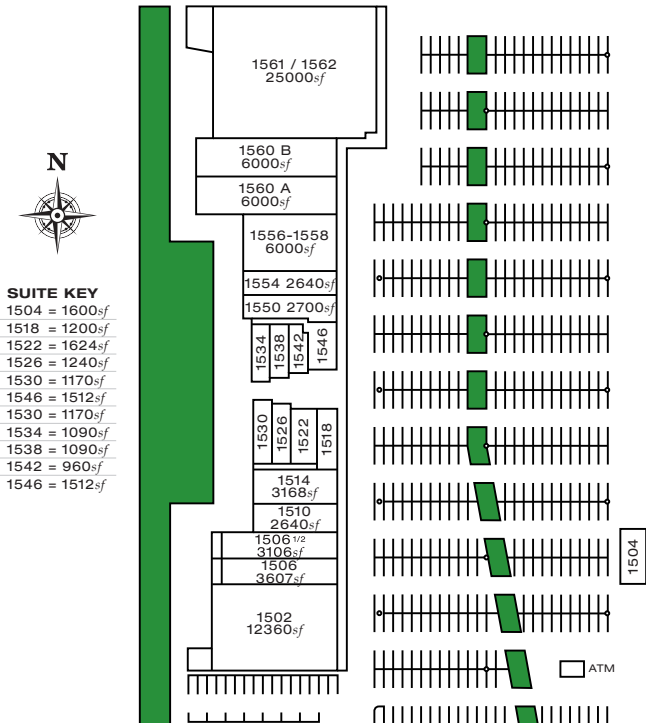 N
SUITE KEY
1504 = 1600sf
1518 = 1200sf
1522 = 1624sf
1526 = 1240sf
1530 = 1170sf
1546 = 1512sf
1530 = 1170sf
1534 = 1090sf
1538 = 1090sf
1542 = 960sf
1546 = 1512sf
1561 / 1562
25000sf
1560 B
6000sf
1560 A
6000sf
1556-1558
6000sf
1554 2640sf
1550 2700sf
1534
1538
1542
1546
1530
1526
1522
1518
1514
3168sf
1510
2640sf
1506 1/2
3106sf
1506
3607sf
1502
12360sf
1504
ATM